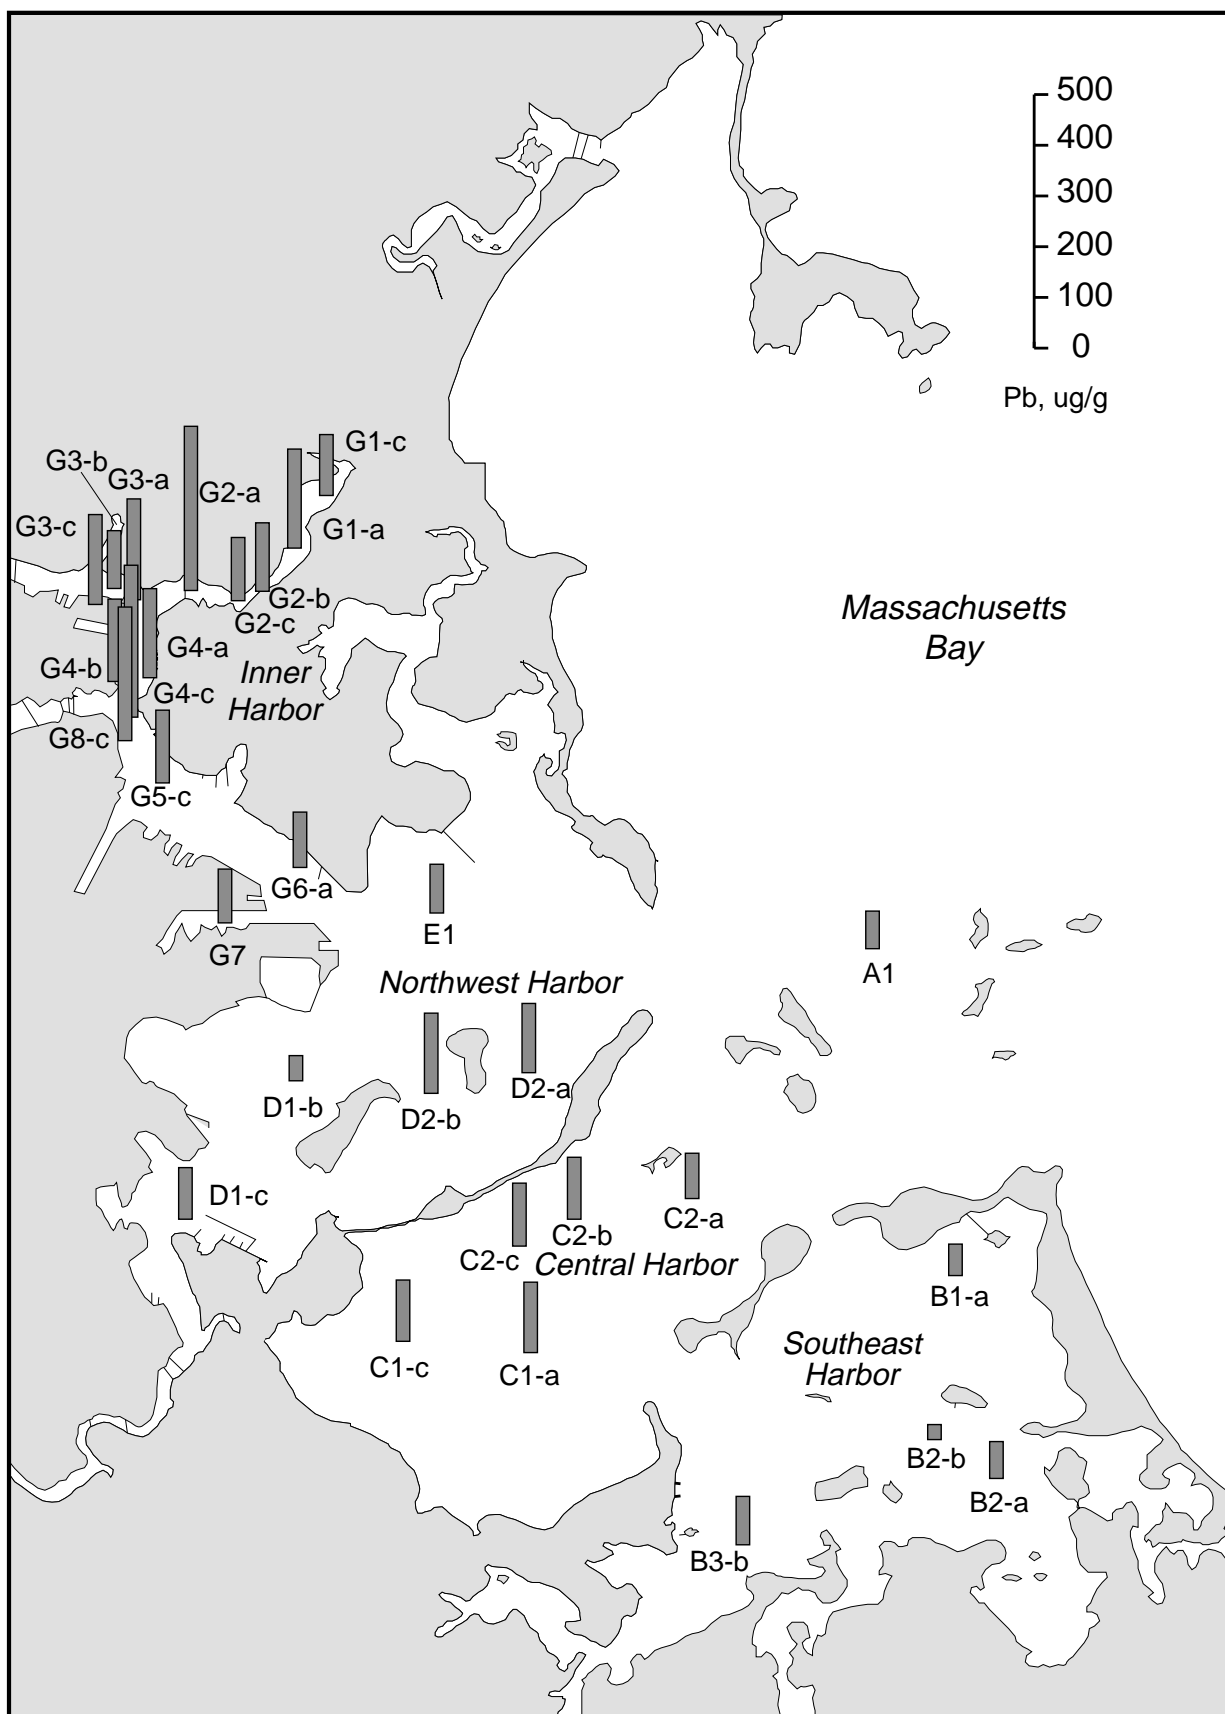 500
400
300
200
100
0
Pb, ug/g
G1-c
G3-b
G3-a
G2-a
G3-c
G1-a
G2-b
G2-c
G4-a
G4-b
Inner
Harbor
G4-c
G8-c
G5-c
Massachusetts
Bay
G6-a
E1
G7
A1
Northwest Harbor
D2-a
D1-b
D2-b
D1-c
C2-a
C2-b
C2-c
Central Harbor
B1-a
Southeast
Harbor
C1-c
C1-a
B2-b
B2-a
B3-b